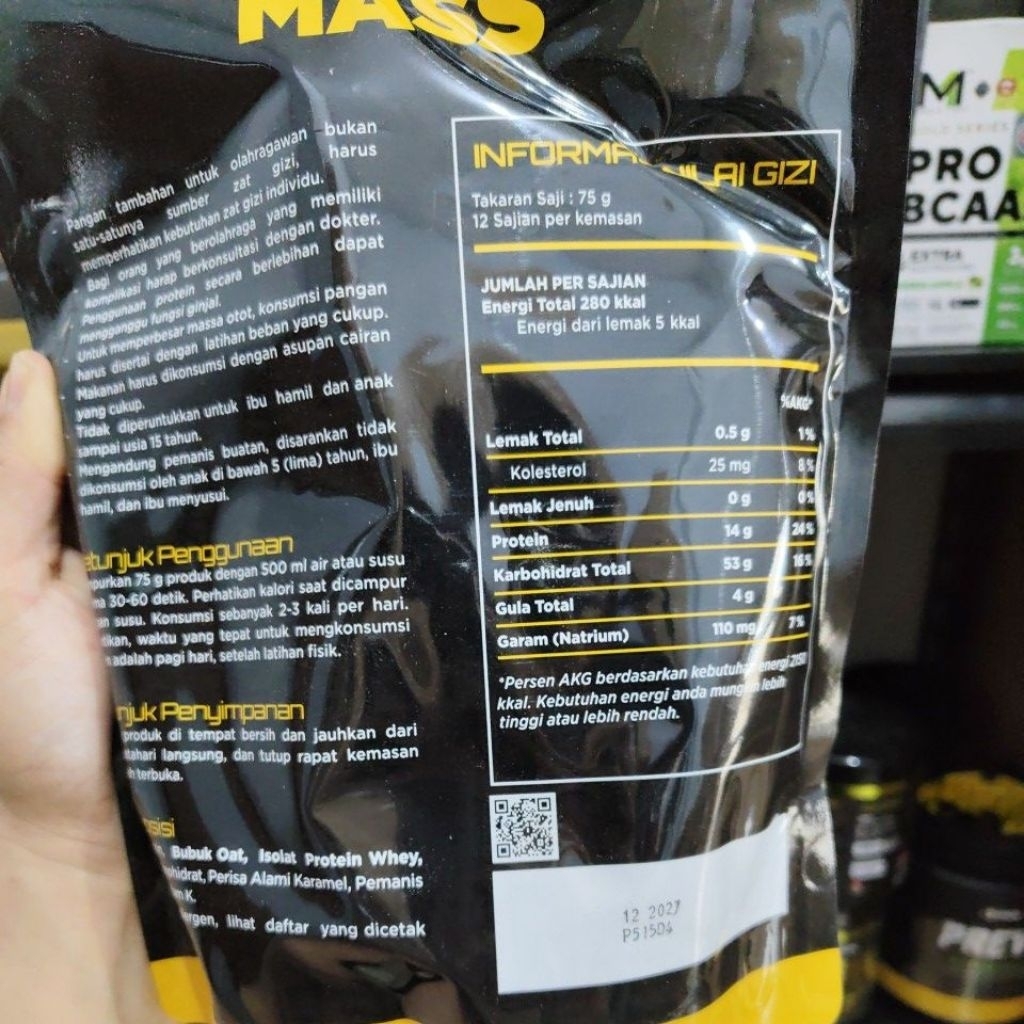 MASS
Pangan tambahan untuk olahragawan bukan
satu-satunya sumber zat gizi, harus
memperhatikan kebutuhan zat gizi individu.
Bagi orang yang berolahraga yang memiliki
komplikasi harap berkonsultasi dengan dokter.
Penggunaan protein secara berlebihan dapat
mengganggu fungsi ginjal.
Untuk memperbesar massa otot, konsumsi pangan
harus disertai dengan latihan beban yang cukup.
Makanan harus dikonsumsi dengan asupan cairan
yang cukup.
Tidak diperuntukkan untuk ibu hamil dan anak
sampai usia 15 tahun.
Mengandung pemanis buatan, disarankan tidak
dikonsumsi oleh anak di bawah 5 (lima) tahun, ibu
hamil, dan ibu menyusui.
Penggunaan
75 g produk dengan 500 ml air atau susu
30-60 detik. Perhatikan kalori saat dicampur
susu. Konsumsi sebanyak 2-3 kali per hari.
waktu yang tepat untuk mengkonsumsi
adalah pagi hari, setelah latihan fisik.
Penyimpanan
produk di tempat bersih dan jauhkan dari
langsung, dan tutup rapat kemasan
terbuka.
Bubuk Oat, Isolat Protein Whey,
Perisa Alami Karamel, Pemanis
K.
lihat daftar yang dicetak
NILAI GIZI
Takaran Saji : 75 g
12 Sajian per kemasan
JUMLAH PER SAJIAN
Energi Total 280 kkal
Energi dari lemak 5 kkal
%AKG*
Lemak Total 0.5 g 1%
Kolesterol 25 mg 8%
Lemak Jenuh 0 g 0%
Protein 14 g 24%
Karbohidrat Total 53 g 16%
Gula Total 4 g
Garam (Natrium) 110 mg 7%
*Persen AKG berdasarkan kebutuhan energi 2150
kkal. Kebutuhan energi anda mungkin lebih
tinggi atau lebih rendah.
12 2027
P51504
M
SERIES
PRO
BCAA
EXTRA